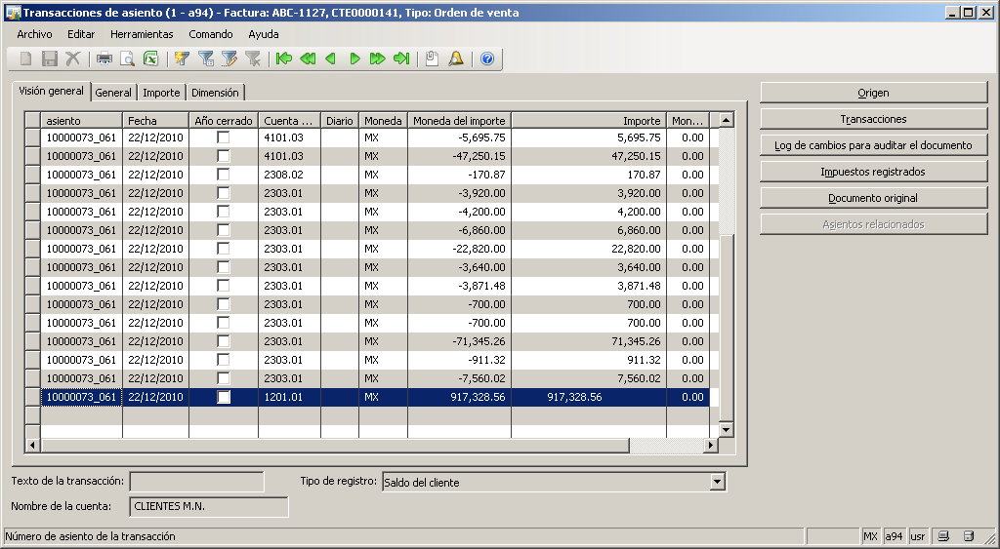 Transacciones de asiento (1 - a94) - Factura: ABC-1127, CTE0000141, Tipo: Orden de venta
Archivo Editar Herramientas Comando Ayuda
Visión general General Importe Dimensión
asiento Fecha Año cerrado Cuenta ... Diario Moneda Moneda del importe Importe Mon...
10000073_061 22/12/2010 4101.03 MX -5,695.75 5,695.75 0.00
10000073_061 22/12/2010 4101.03 MX -47,250.15 47,250.15 0.00
10000073_061 22/12/2010 2308.02 MX -170.87 170.87 0.00
10000073_061 22/12/2010 2303.01 MX -3,920.00 3,920.00 0.00
10000073_061 22/12/2010 2303.01 MX -4,200.00 4,200.00 0.00
10000073_061 22/12/2010 2303.01 MX -6,860.00 6,860.00 0.00
10000073_061 22/12/2010 2303.01 MX -22,820.00 22,820.00 0.00
10000073_061 22/12/2010 2303.01 MX -3,640.00 3,640.00 0.00
10000073_061 22/12/2010 2303.01 MX -3,871.48 3,871.48 0.00
10000073_061 22/12/2010 2303.01 MX -700.00 700.00 0.00
10000073_061 22/12/2010 2303.01 MX -700.00 700.00 0.00
10000073_061 22/12/2010 2303.01 MX -71,345.26 71,345.26 0.00
10000073_061 22/12/2010 2303.01 MX -911.32 911.32 0.00
10000073_061 22/12/2010 2303.01 MX -7,560.02 7,560.02 0.00
10000073_061 22/12/2010 1201.01 MX 917,328.56 917,328.56 0.00
Origen
Transacciones
Log de cambios para auditar el documento
Impuestos registrados
Documento original
Asientos relacionados
Texto de la transacción: Tipo de registro: Saldo del cliente
Nombre de la cuenta: CLIENTES M.N.
Número de asiento de la transacción MX a94 usr